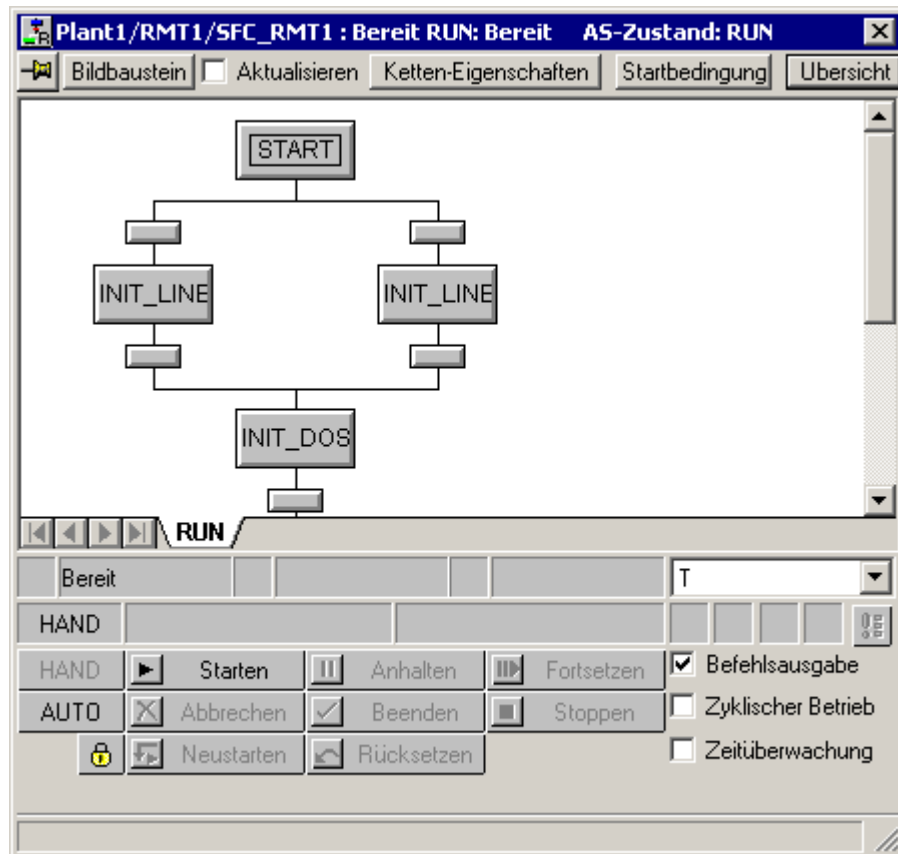 Plant1/RMT1/SFC_RMT1 : Bereit RUN: Bereit AS-Zustand: RUN
Bildbaustein Aktualisieren Ketten-Eigenschaften Startbedingung Übersicht
START
INIT_LINE INIT_LINE
INIT_DOS
RUN
Bereit T
HAND
HAND Starten Anhalten Fortsetzen Befehlsausgabe
AUTO Abbrechen Beenden Stoppen Zyklischer Betrieb
Neustarten Rücksetzen Zeitüberwachung